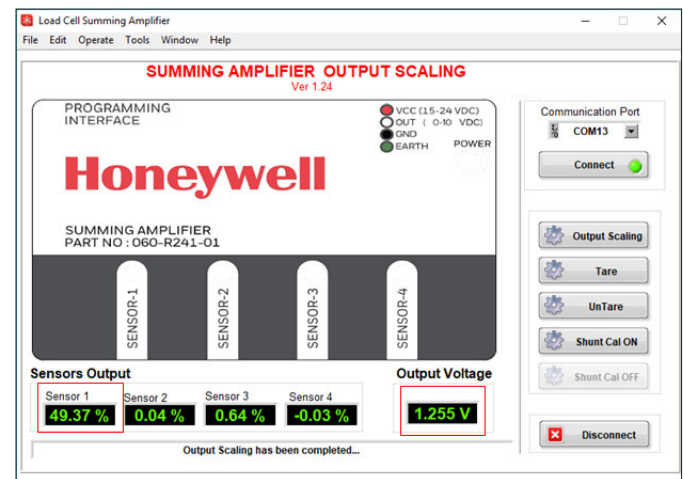 Load Cell Summing Amplifier
File Edit Operate Tools Window Help
SUMMING AMPLIFIER OUTPUT SCALING
Ver 1.24
PROGRAMMING
INTERFACE
VCC (15-24 VDC)
OUT ( 0-10 VDC)
GND
EARTH
POWER
Honeywell
SUMMING AMPLIFIER
PART NO : 060-R241-01
SENSOR-1
SENSOR-2
SENSOR-3
SENSOR-4
Sensors Output
Sensor 1 Sensor 2 Sensor 3 Sensor 4
49.37 % 0.04 % 0.64 % -0.03 %
Output Voltage
1.255 V
Output Scaling has been completed...
Communication Port
COM13
Connect
Output Scaling
Tare
UnTare
Shunt Cal ON
Shunt Cal OFF
Disconnect